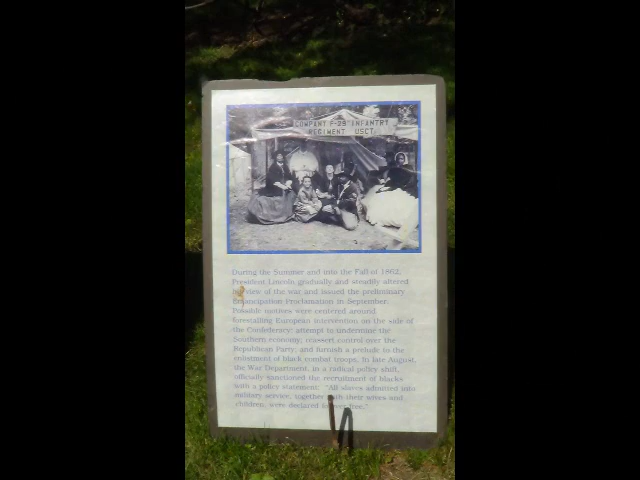 COMPANY F-29th INFANTRY
REGIMENT USCT
During the Summer and into the Fall of 1862,
President Lincoln gradually and steadily altered
his view of the war and issued the preliminary
Emancipation Proclamation in September.
Possible motives were centered around
forestalling European intervention on the side of
the Confederacy; attempt to undermine the
Southern economy; reassert control over the
Republican Party; and furnish a prelude to the
enlistment of black combat troops. In late August,
the War Department, in a radical policy shift,
officially sanctioned the recruitment of blacks
with a policy statement: "All slaves admitted into
military service, together with their wives and
children, were declared forever free."